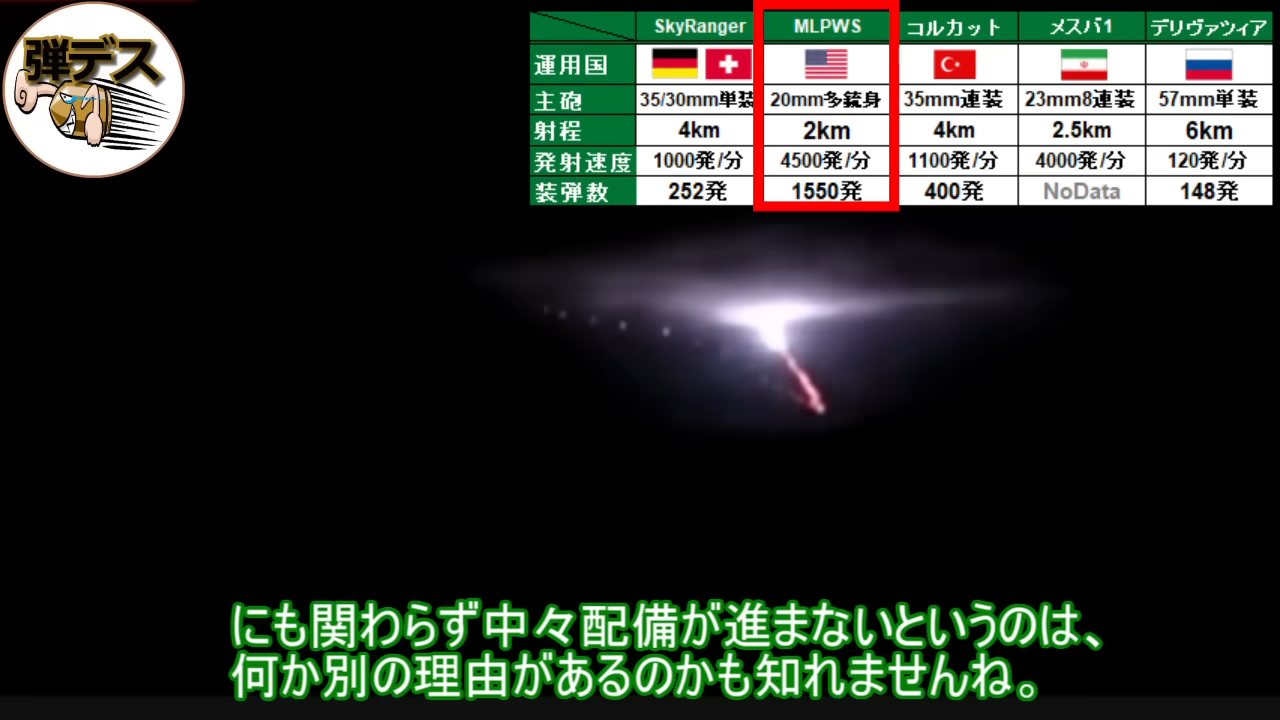 弾デス
SkyRanger MLPWS コルカット メスバ1 デリヴァツィア
運用国
主砲 35/30mm単装 20mm多銃身 35mm連装 23mm8連装 57mm単装
射程 4km 2km 4km 2.5km 6km
発射速度 1000発/分 4500発/分 1100発/分 4000発/分 120発/分
装弾数 252発 1550発 400発 NoData 148発
にも関わらず中々配備が進まないというのは、
何か別の理由があるのかも知れませんね。